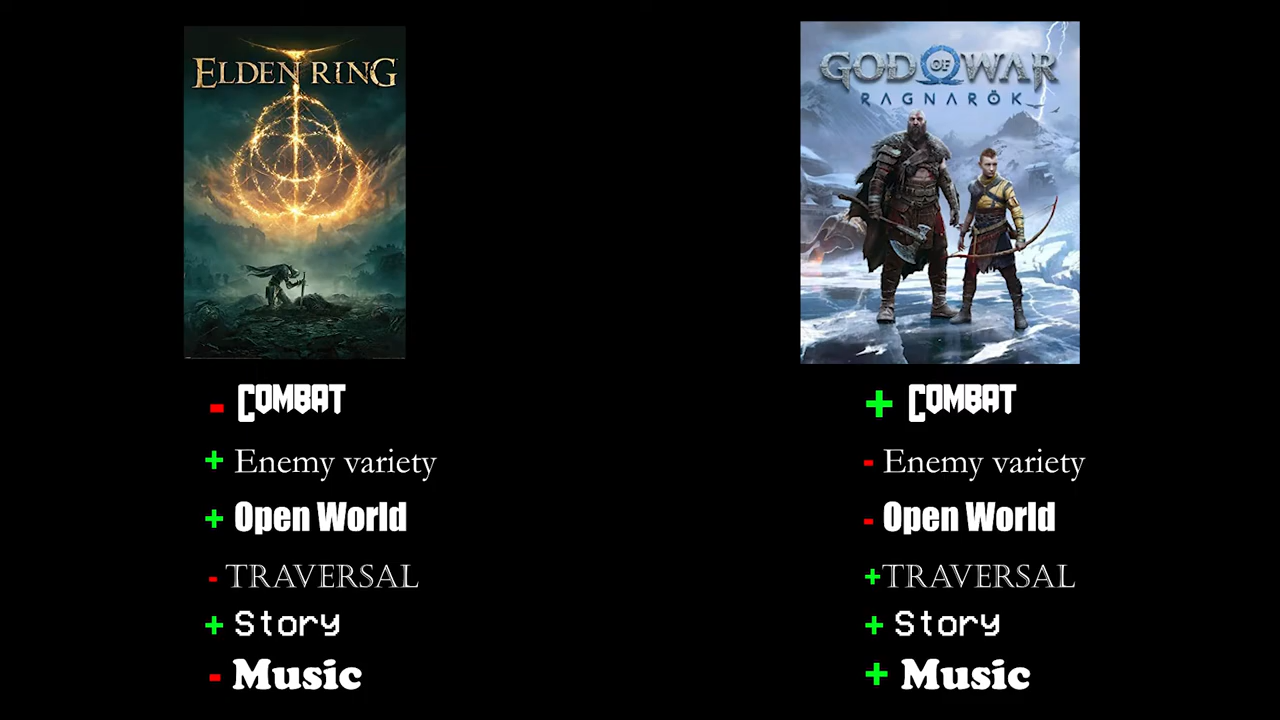 ELDEN RING
- COMBAT
+ Enemy variety
+ Open World
- TRAVERSAL
+ Story
- Music
GOD OF WAR
RAGNARÖK
+ COMBAT
- Enemy variety
- Open World
+TRAVERSAL
+ Story
+ Music